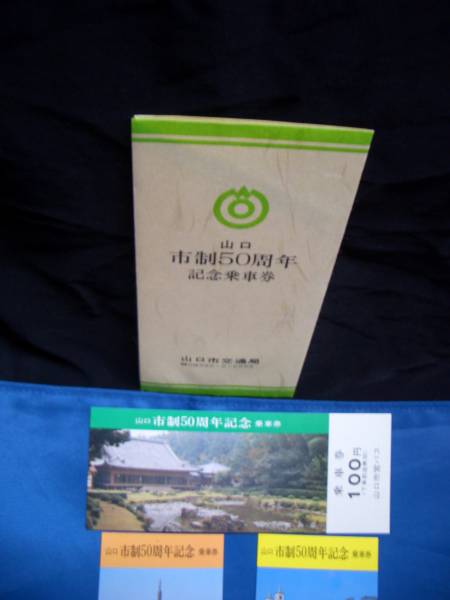 山口
市制50周年
記念乗車券
山口市交通局
山口 市制50周年記念 乗車券
乗車券
100円
山口 市制50周年記念 乗車券
山口 市制50周年記念 乗車券